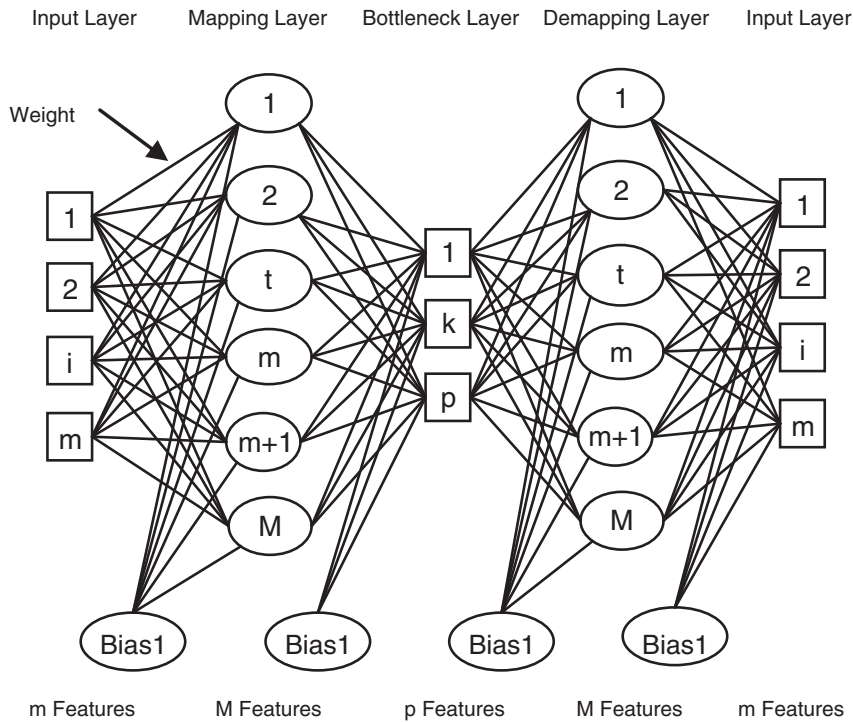 Input Layer Mapping Layer Bottleneck Layer Demapping Layer Input Layer
Weight
1
2
i
m
1
2
t
m
m+1
M
1
k
p
1
2
t
m
m+1
M
1
2
i
m
Bias1 Bias1 Bias1 Bias1
m Features M Features p Features M Features m Features